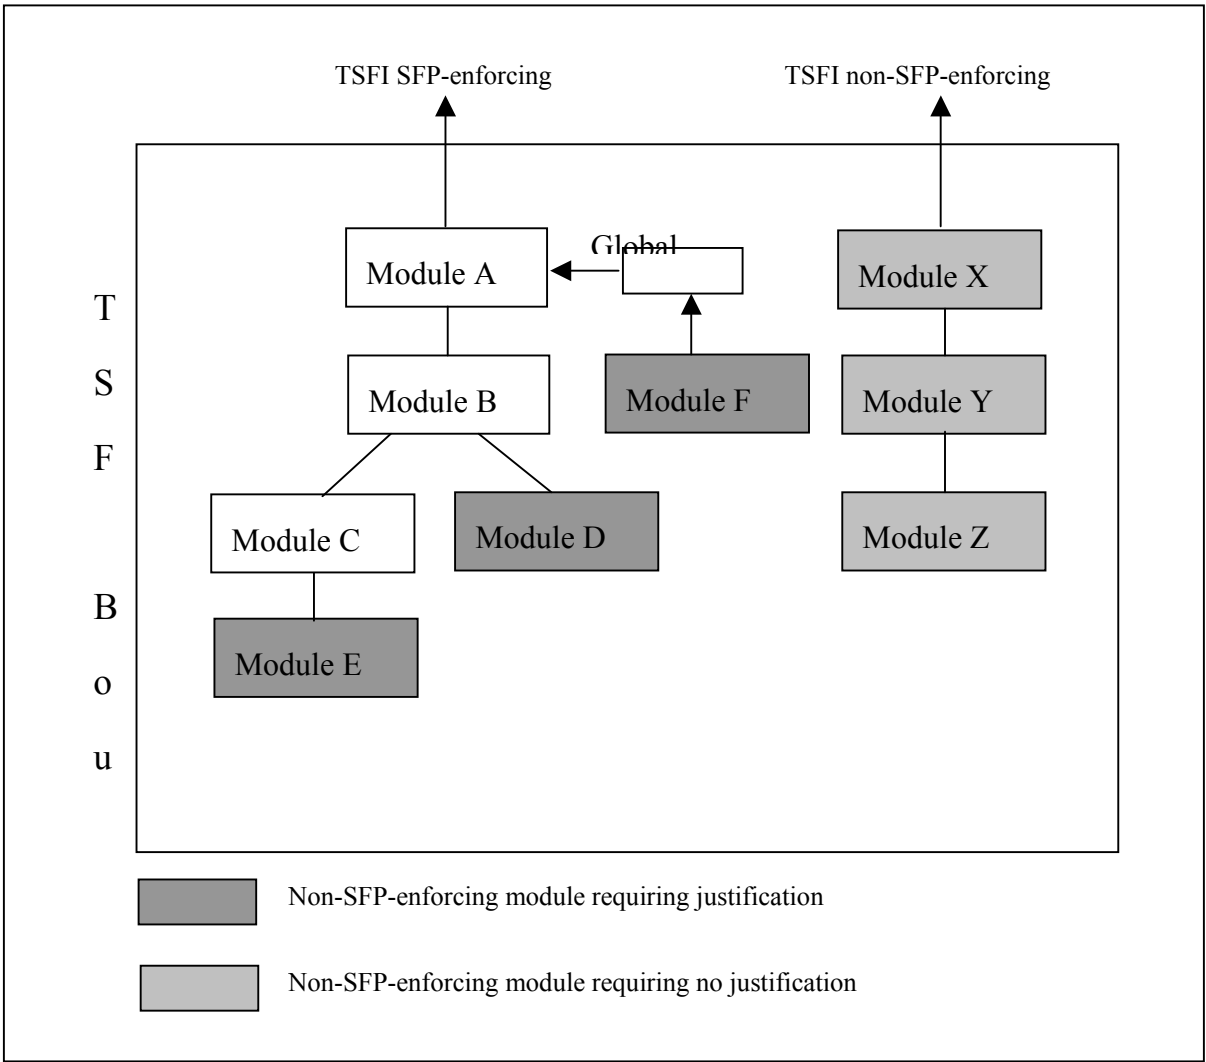 TSFI SFP-enforcing
TSFI non-SFP-enforcing
Global
Module A
Module X
T
S
F
B
o
u
Module B
Module F
Module Y
Module C
Module D
Module Z
Module E
Non-SFP-enforcing module requiring justification
Non-SFP-enforcing module requiring no justification